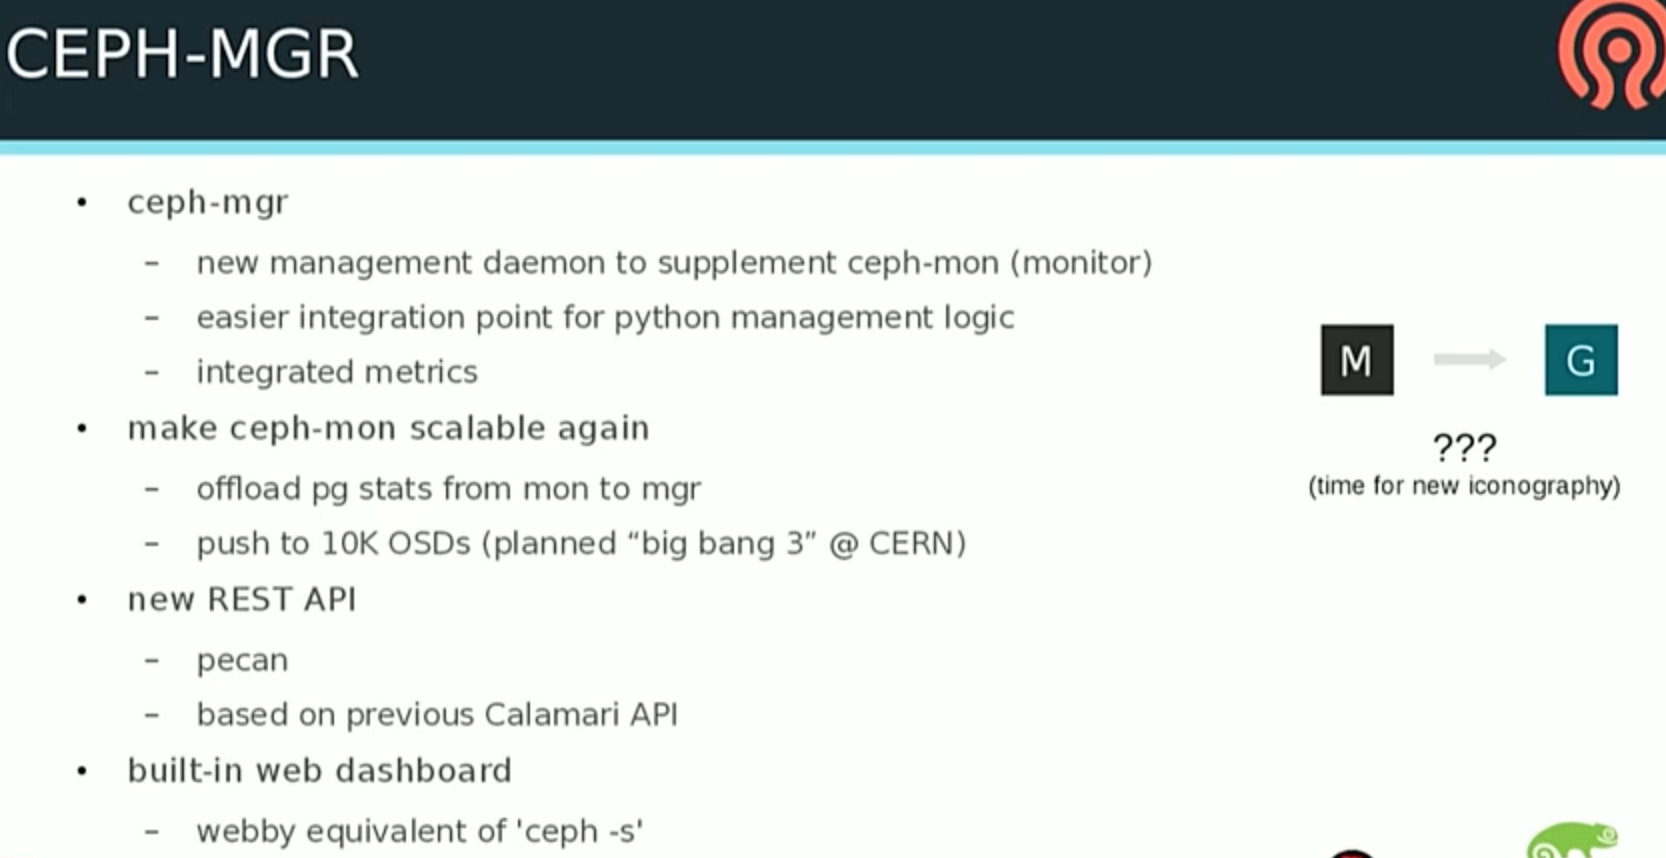 CEPH-MGR
• ceph-mgr
– new management daemon to supplement ceph-mon (monitor)
– easier integration point for python management logic
– integrated metrics
• make ceph-mon scalable again
– offload pg stats from mon to mgr
– push to 10K OSDs (planned “big bang 3” @ CERN)
• new REST API
– pecan
– based on previous Calamari API
• built-in web dashboard
– webby equivalent of 'ceph -s'
M G
???
(time for new iconography)